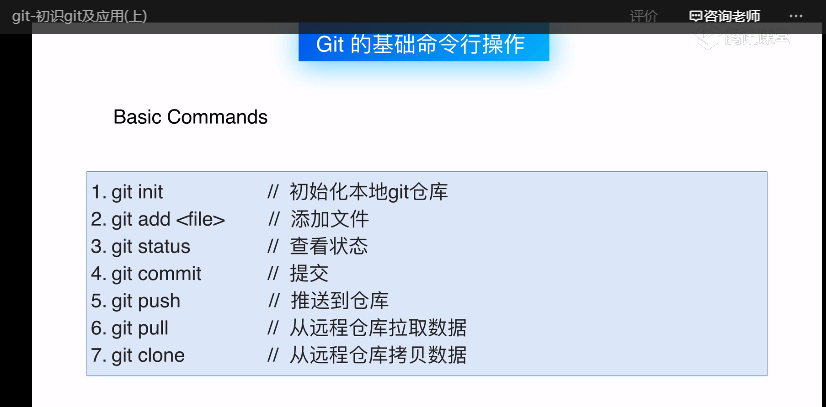 git-初识git及应用(上)
评价
咨询老师
Git 的基础命令行操作
Basic Commands
1. git init // 初始化本地git仓库
2. git add <file> // 添加文件
3. git status // 查看状态
4. git commit // 提交
5. git push // 推送到仓库
6. git pull // 从远程仓库拉取数据
7. git clone // 从远程仓库拷贝数据